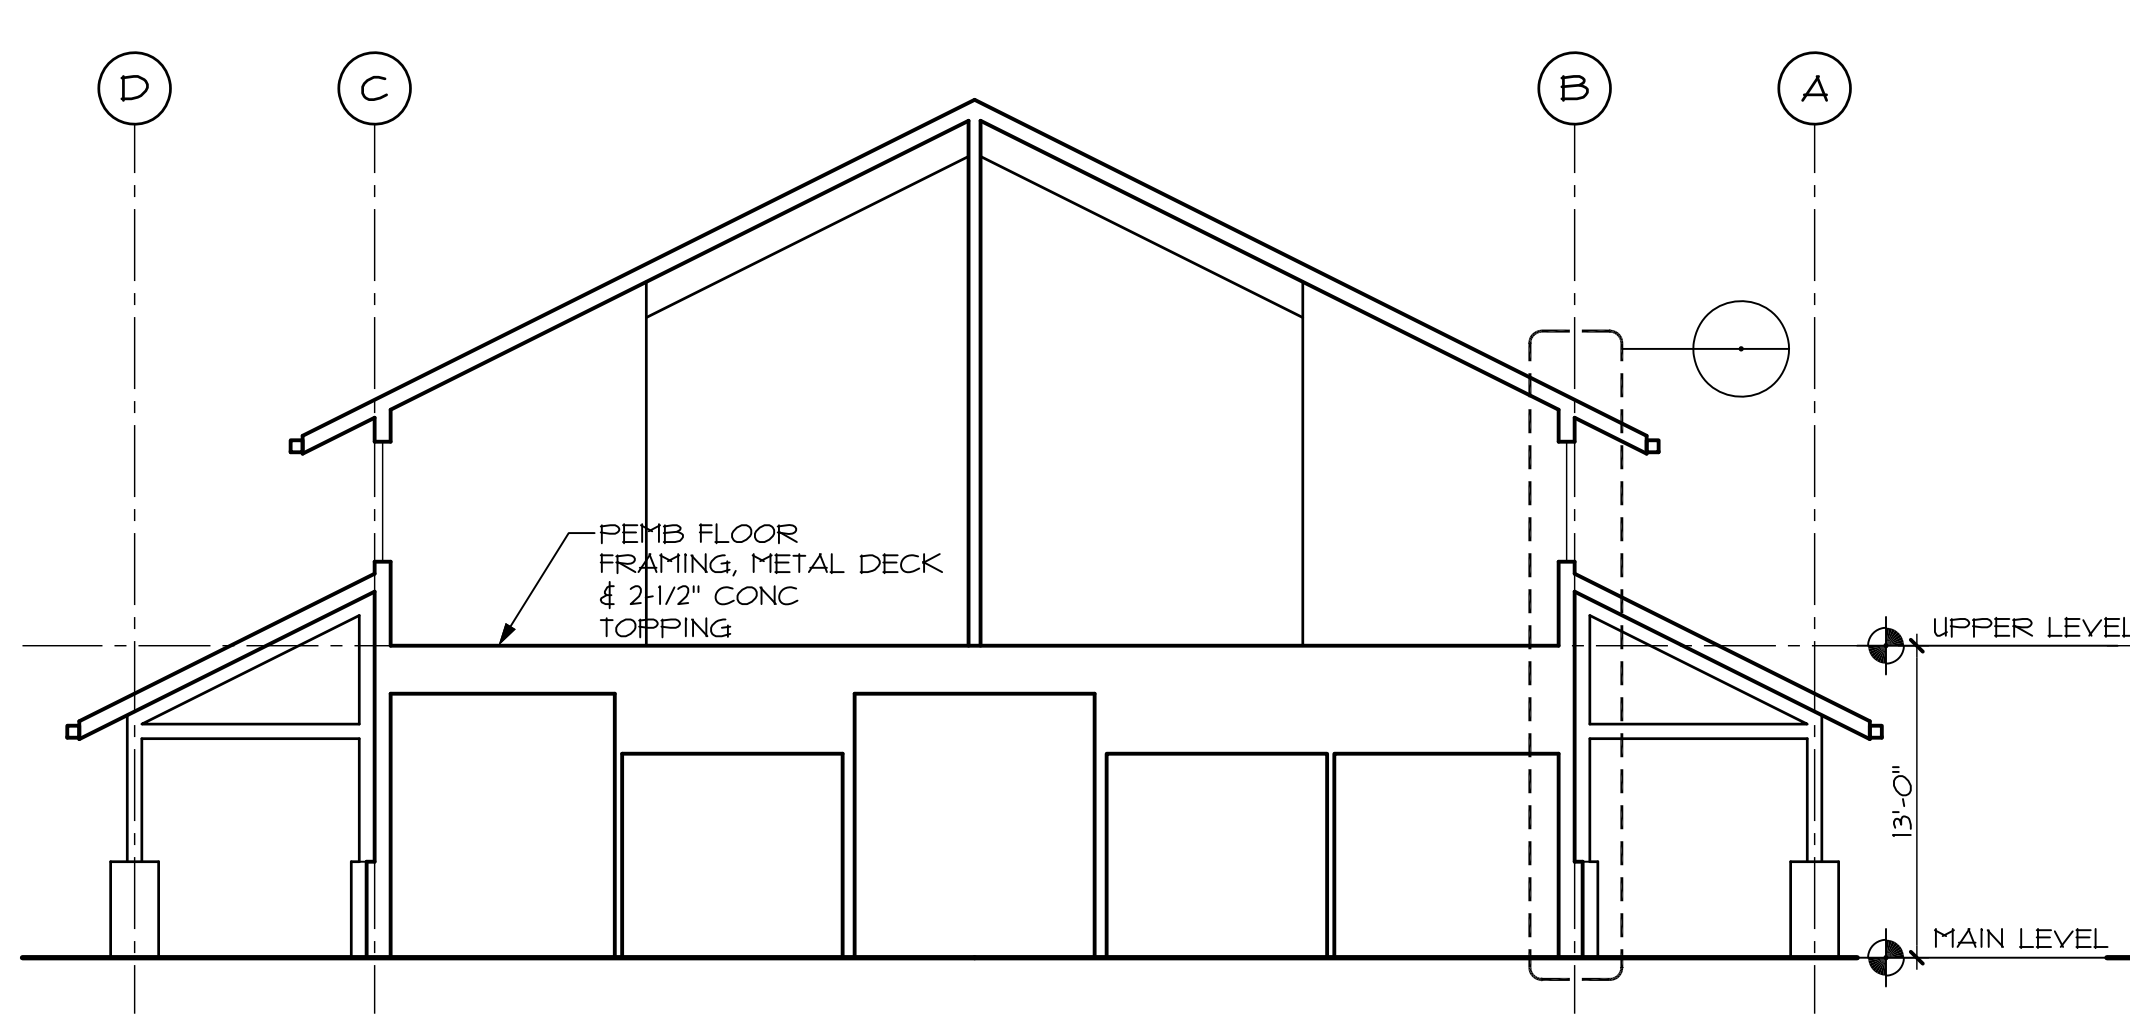 D
C
B
A
PEMB FLOOR
FRAMING, METAL DECK
& 2-1/2" CONC
TOPPING
UPPER LEVEL
13'-0"
MAIN LEVEL